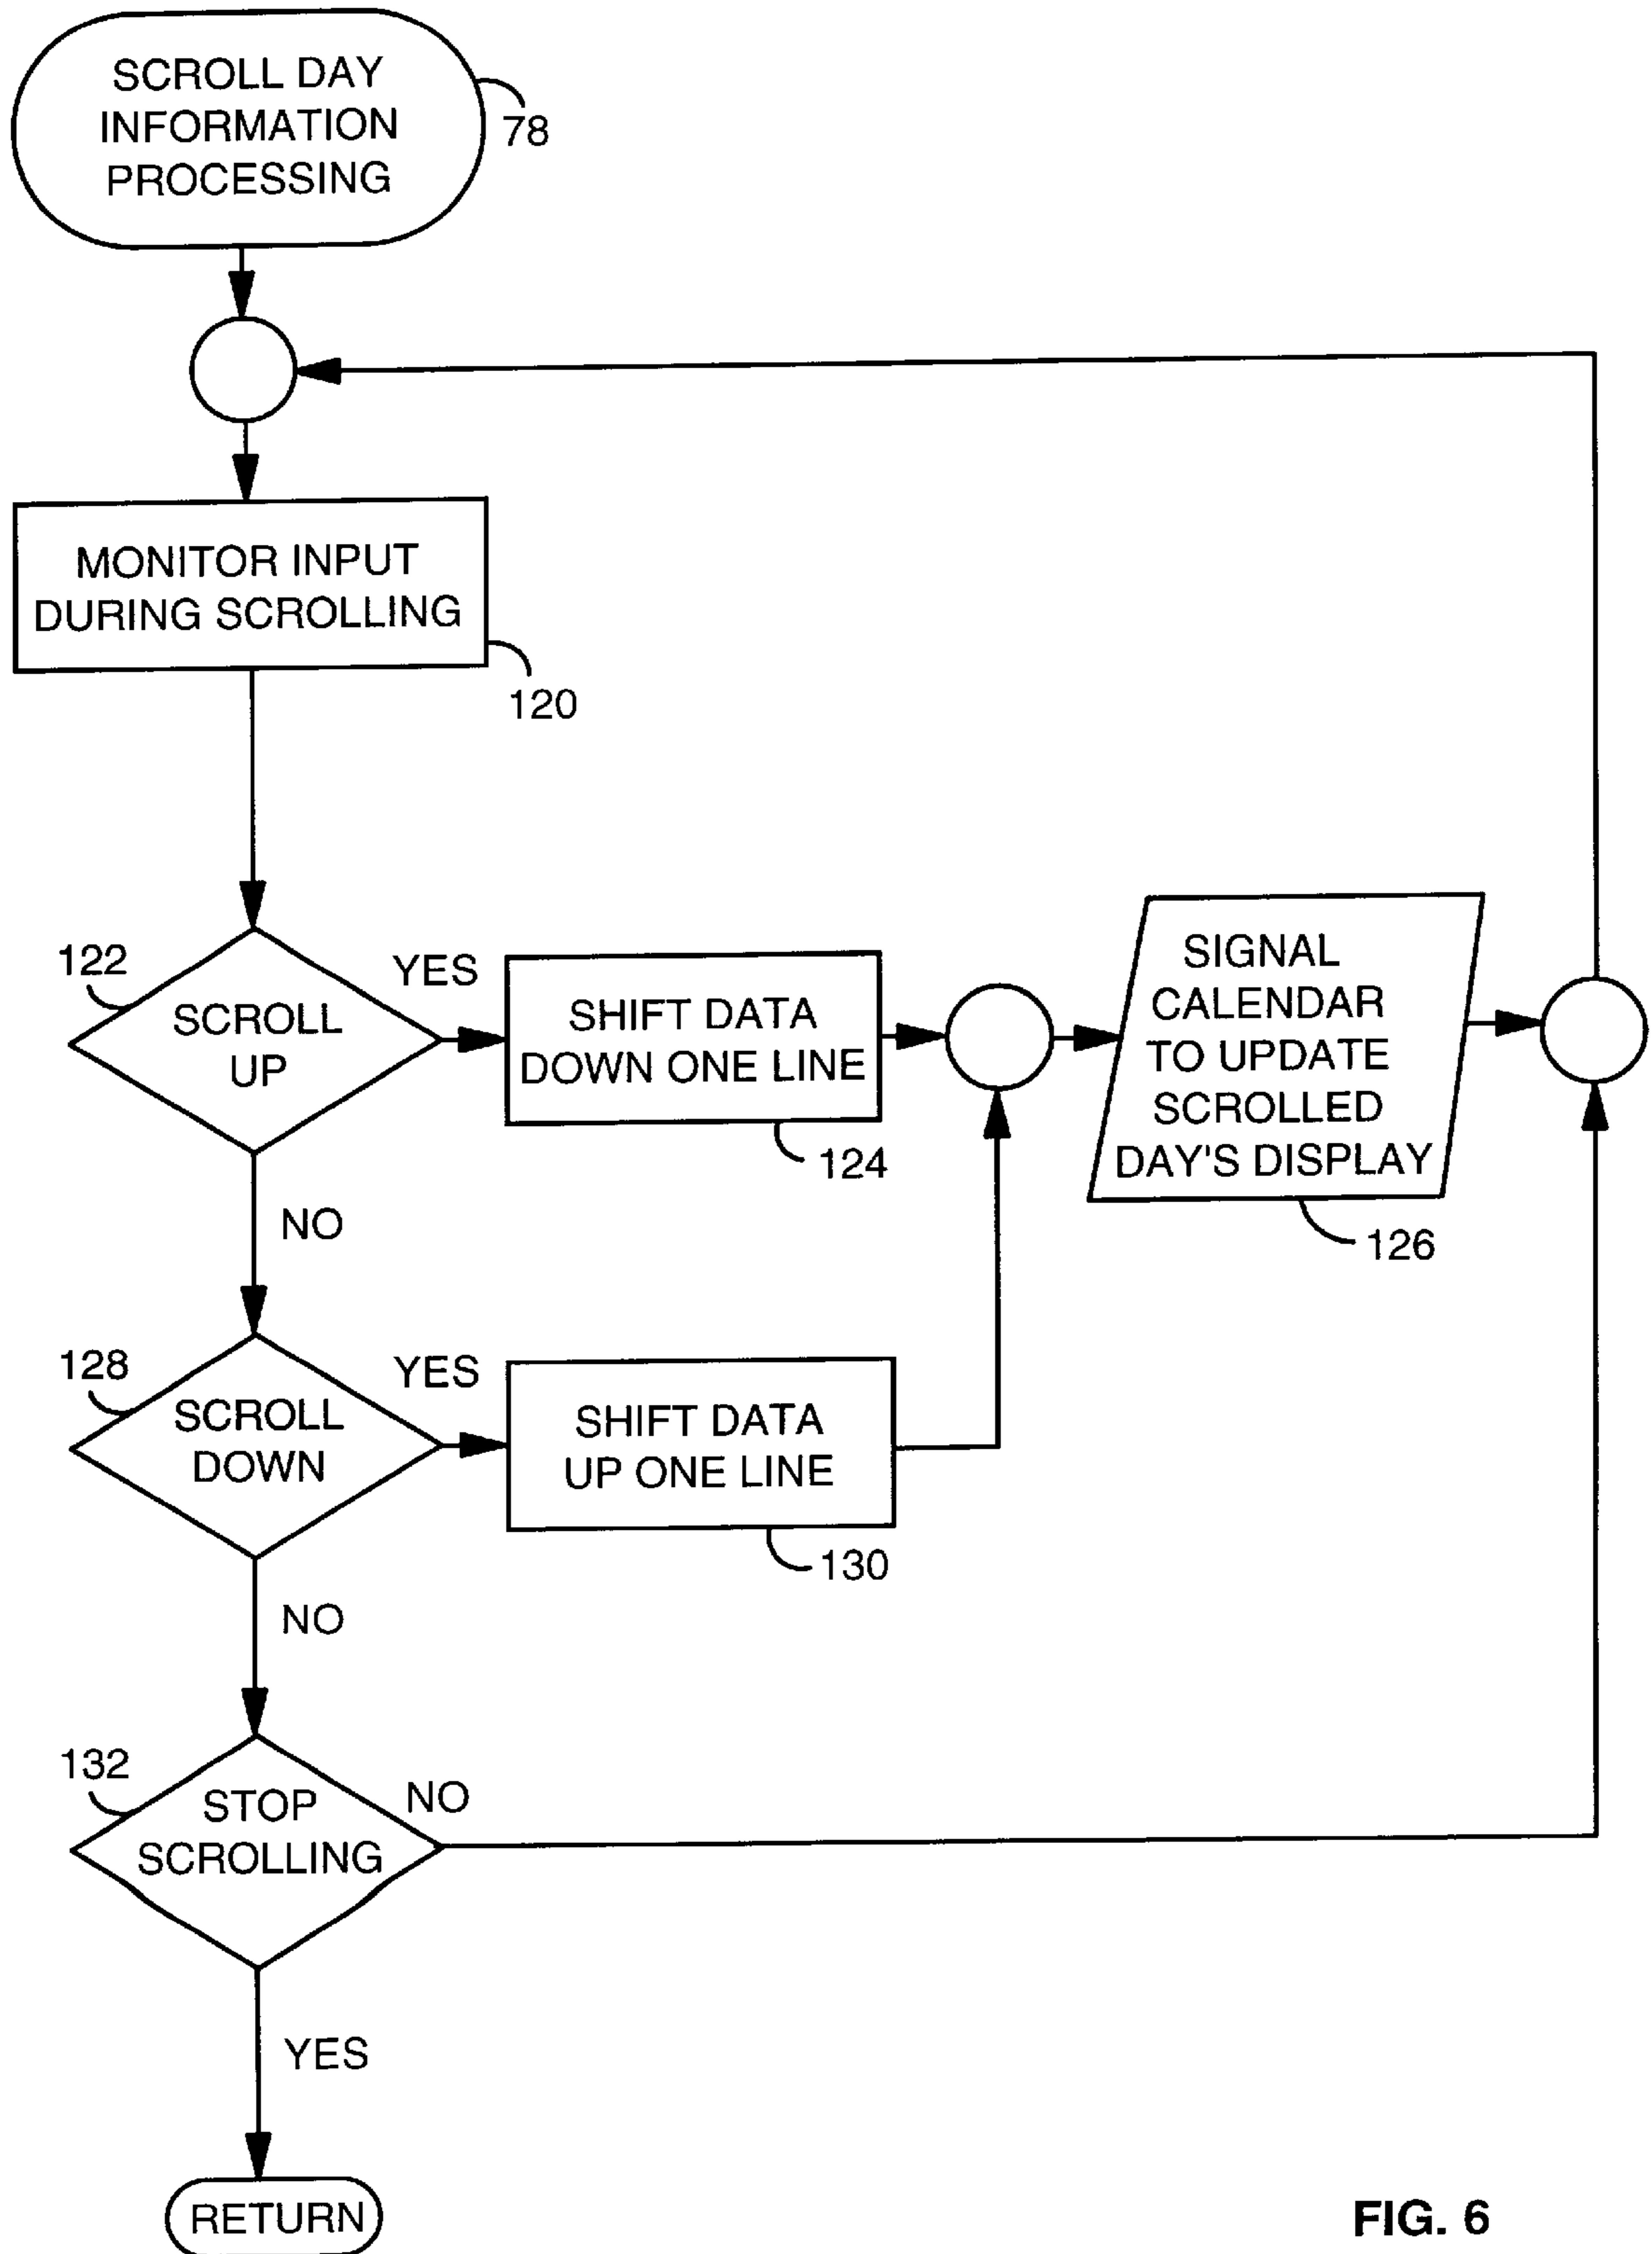 SCROLL DAY
INFORMATION
PROCESSING
78
MONITOR INPUT
DURING SCROLLING
120
122
SCROLL
UP
YES
SHIFT DATA
DOWN ONE LINE
124
SIGNAL
CALENDAR
TO UPDATE
SCROLLED
DAY'S DISPLAY
126
NO
128
SCROLL
DOWN
YES
SHIFT DATA
UP ONE LINE
130
NO
132
STOP
SCROLLING
NO
YES
RETURN
FIG. 6